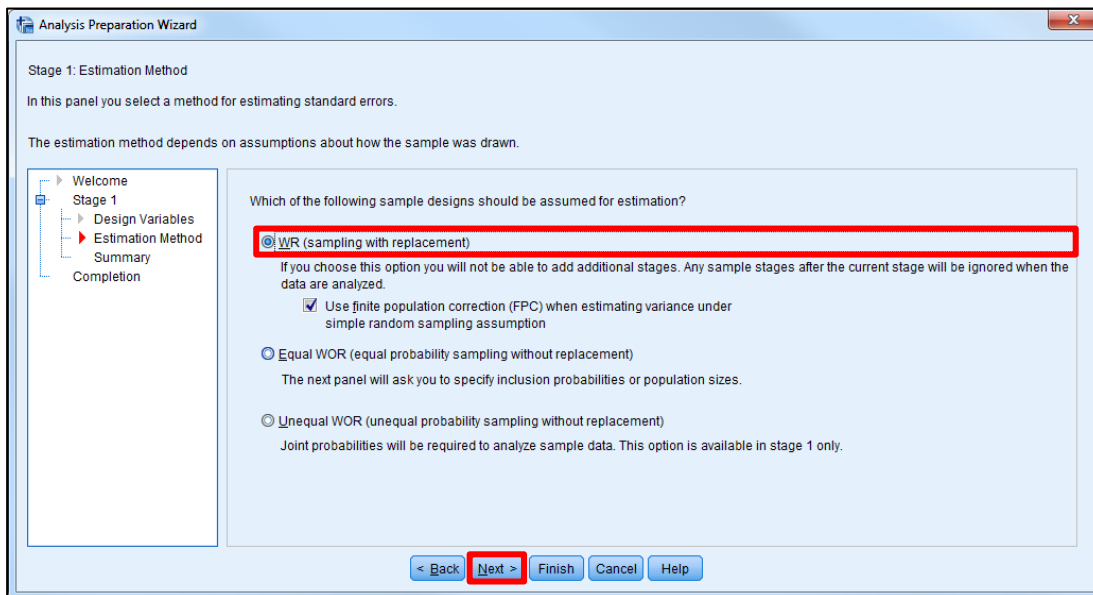 Analysis Preparation Wizard
Stage 1: Estimation Method
In this panel you select a method for estimating standard errors.
The estimation method depends on assumptions about how the sample was drawn.
Welcome
Stage 1
Design Variables
Estimation Method
Summary
Completion
Which of the following sample designs should be assumed for estimation?
WR (sampling with replacement)
If you choose this option you will not be able to add additional stages. Any sample stages after the current stage will be ignored when the
data are analyzed.
Use finite population correction (FPC) when estimating variance under
simple random sampling assumption
Equal WOR (equal probability sampling without replacement)
The next panel will ask you to specify inclusion probabilities or population sizes.
Unequal WOR (unequal probability sampling without replacement)
Joint probabilities will be required to analyze sample data. This option is available in stage 1 only.
< Back Next > Finish Cancel Help